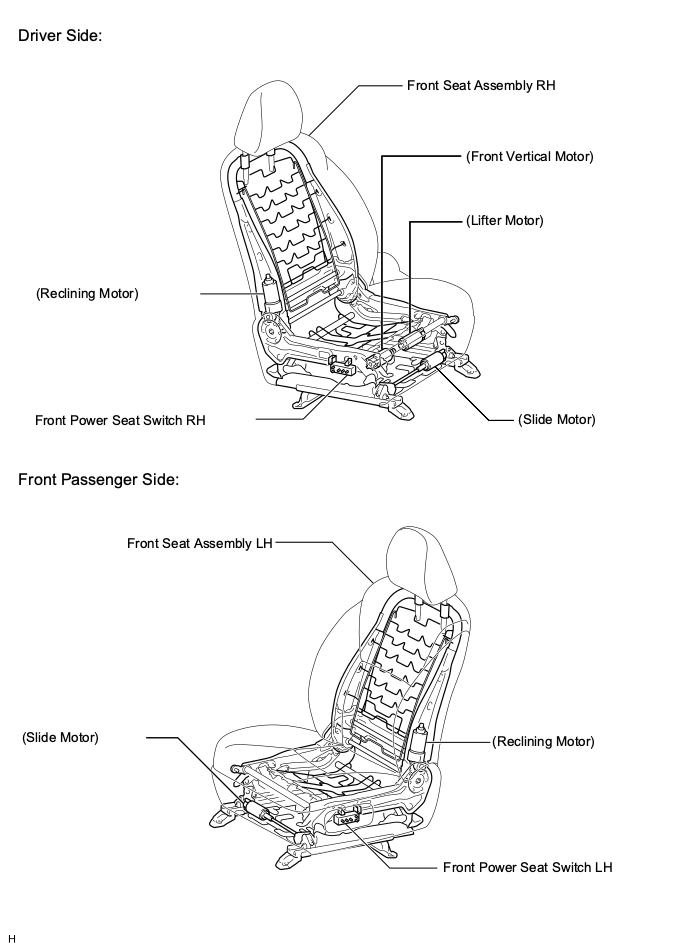 Driver Side:
Front Seat Assembly RH
(Front Vertical Motor)
(Lifter Motor)
(Reclining Motor)
Front Power Seat Switch RH
(Slide Motor)
Front Passenger Side:
Front Seat Assembly LH
(Slide Motor)
(Reclining Motor)
Front Power Seat Switch LH
H